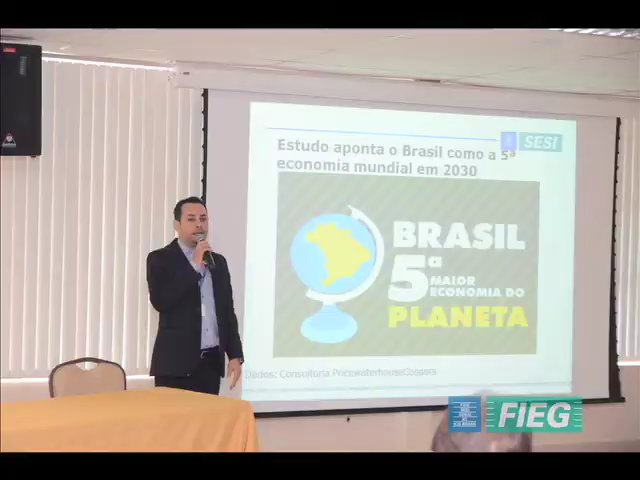 SESI
Estudo aponta o Brasil como a 5ª
economia mundial em 2030
BRASIL
5ª
MAIOR
ECONOMIA DO
PLANETA
Dados: Consultoria PricewaterhouseCoopers
FIEG